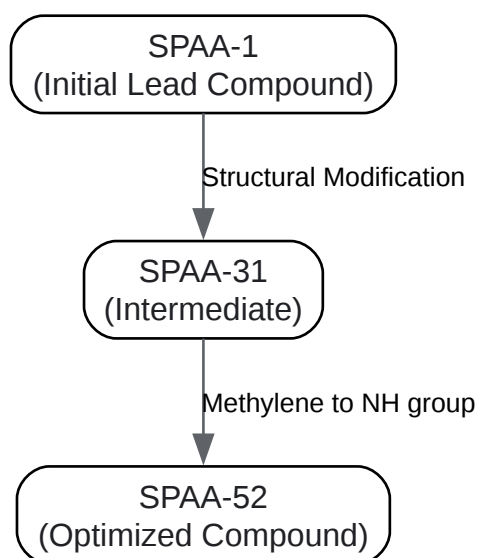 SPAA-1
(Initial Lead Compound)
Structural Modification
SPAA-31
(Intermediate)
Methylene to NH group
SPAA-52
(Optimized Compound)